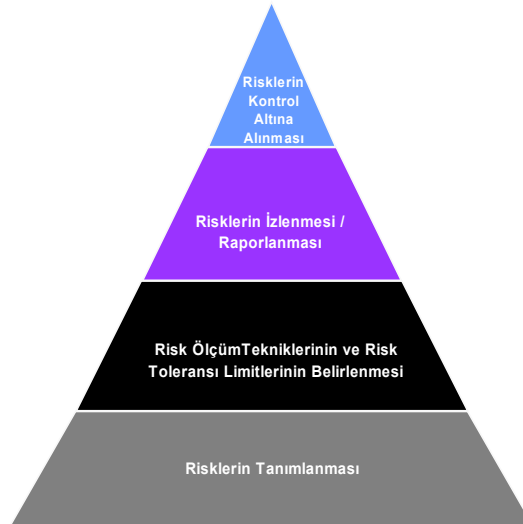 Risklerin
Kontrol
Altına
Alınması
Risklerin İzlenmesi /
Raporlanması
Risk ÖlçümTekniklerinin ve Risk
Toleransı Limitlerinin Belirlenmesi
Risklerin Tanımlanması